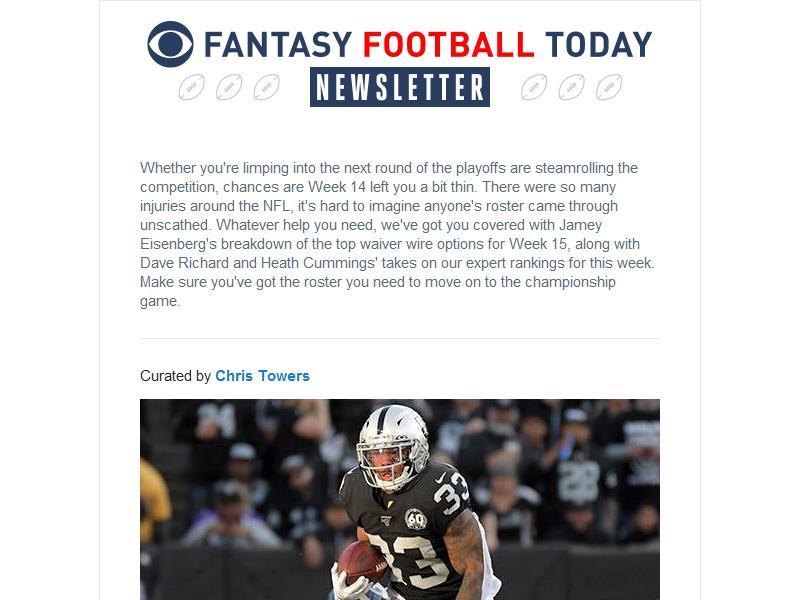 FANTASY FOOTBALL TODAY
NEWSLETTER
Whether you're limping into the next round of the playoffs are steamrolling the
competition, chances are Week 14 left you a bit thin. There were so many
injuries around the NFL, it's hard to imagine anyone's roster came through
unscathed. Whatever help you need, we've got you covered with Jamey
Eisenberg's breakdown of the top waiver wire options for Week 15, along with
Dave Richard and Heath Cummings' takes on our expert rankings for this week.
Make sure you've got the roster you need to move on to the championship
game.
Curated by Chris Towers
33
60
33